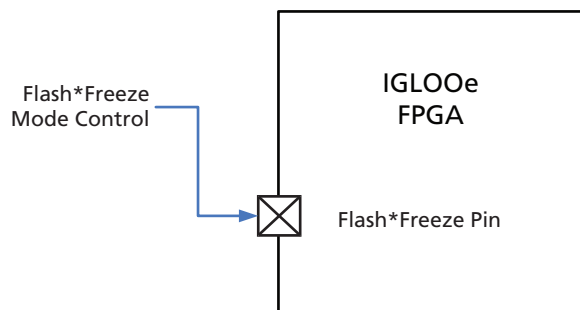 Flash*Freeze
Mode Control
IGLOOe
FPGA
Flash*Freeze Pin